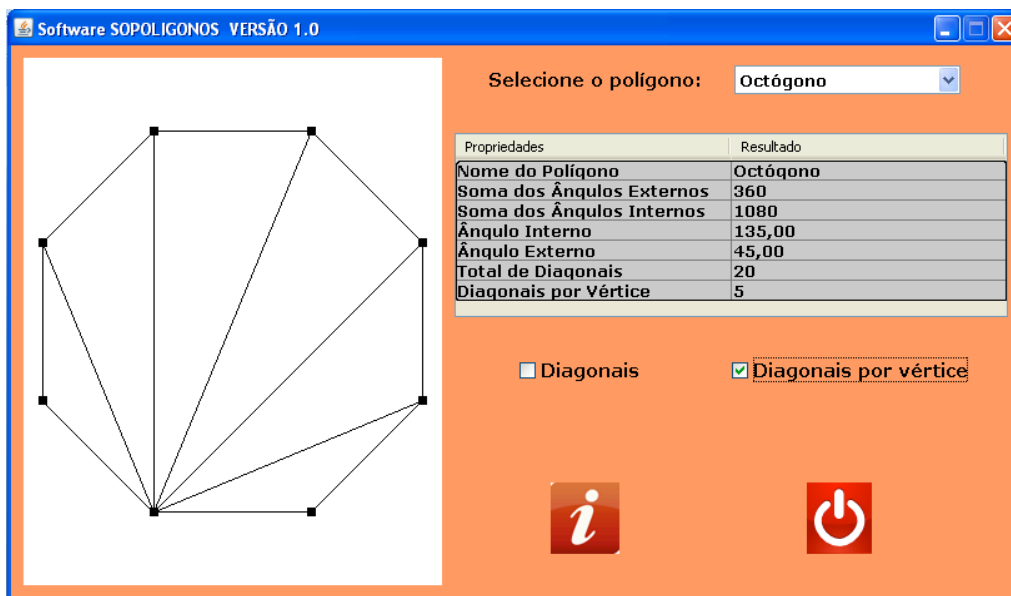 Software SOPOLIGONOS VERSÃO 1.0
Selecione o polígono: Octógono
Propriedades Resultado
Nome do Polígono Octógono
Soma dos Ângulos Externos 360
Soma dos Ângulos Internos 1080
Ângulo Interno 135,00
Ângulo Externo 45,00
Total de Diagonais 20
Diagonais por Vértice 5
Diagonais Diagonais por vértice
i